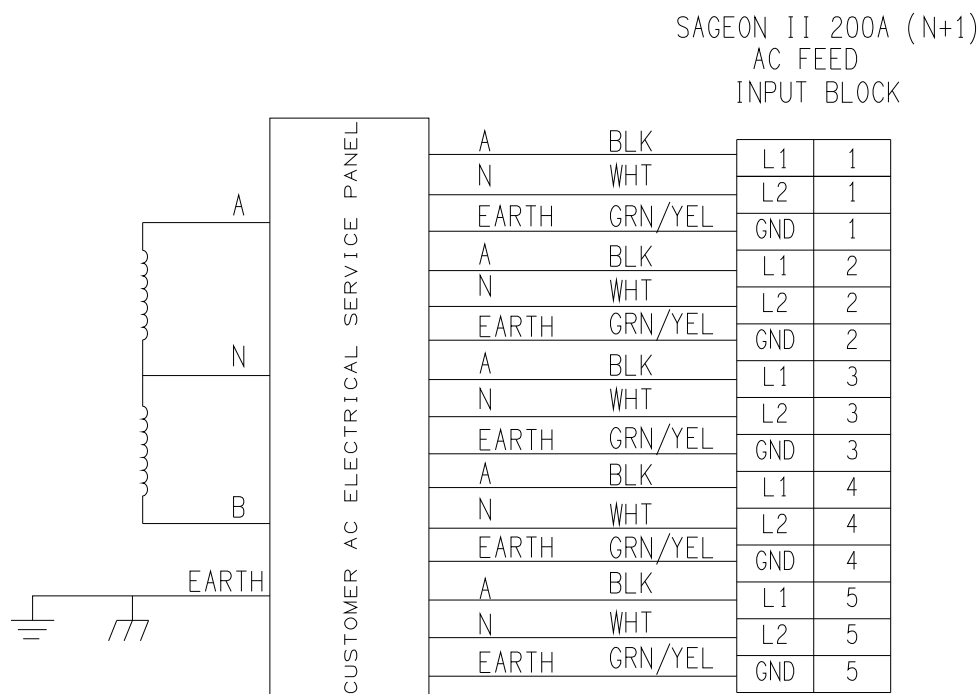 SAGEON II 200A (N+1)
AC FEED
INPUT BLOCK
CUSTOMER AC ELECTRICAL SERVICE PANEL
A
N
B
EARTH
A BLK L1 1
N WHT L2 1
EARTH GRN/YEL GND 1
A BLK L1 2
N WHT L2 2
EARTH GRN/YEL GND 2
A BLK L1 3
N WHT L2 3
EARTH GRN/YEL GND 3
A BLK L1 4
N WHT L2 4
EARTH GRN/YEL GND 4
A BLK L1 5
N WHT L2 5
EARTH GRN/YEL GND 5